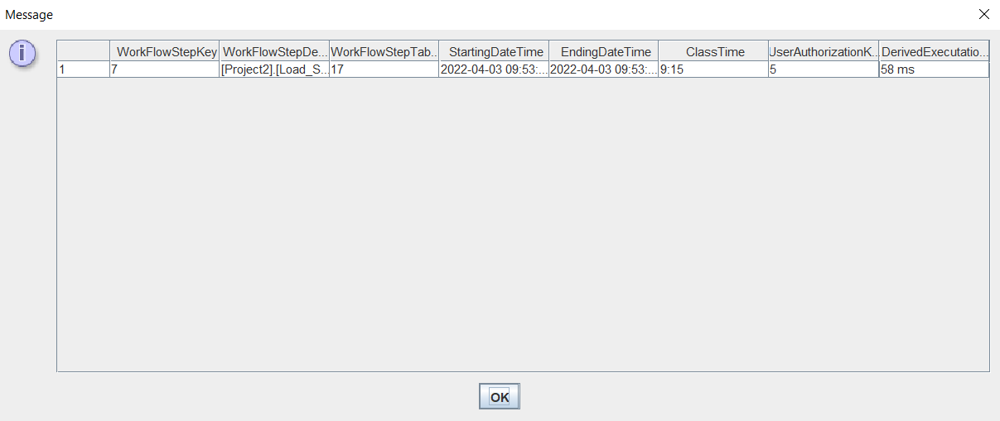 Message
WorkFlowStepKey WorkFlowStepDe... WorkFlowStepTab... StartingDateTime EndingDateTime ClassTime UserAuthorizationK... DerivedExecutatio...
1 7 [Project2].[Load_S... 17 2022-04-03 09:53:... 2022-04-03 09:53:... 9:15 5 58 ms
OK